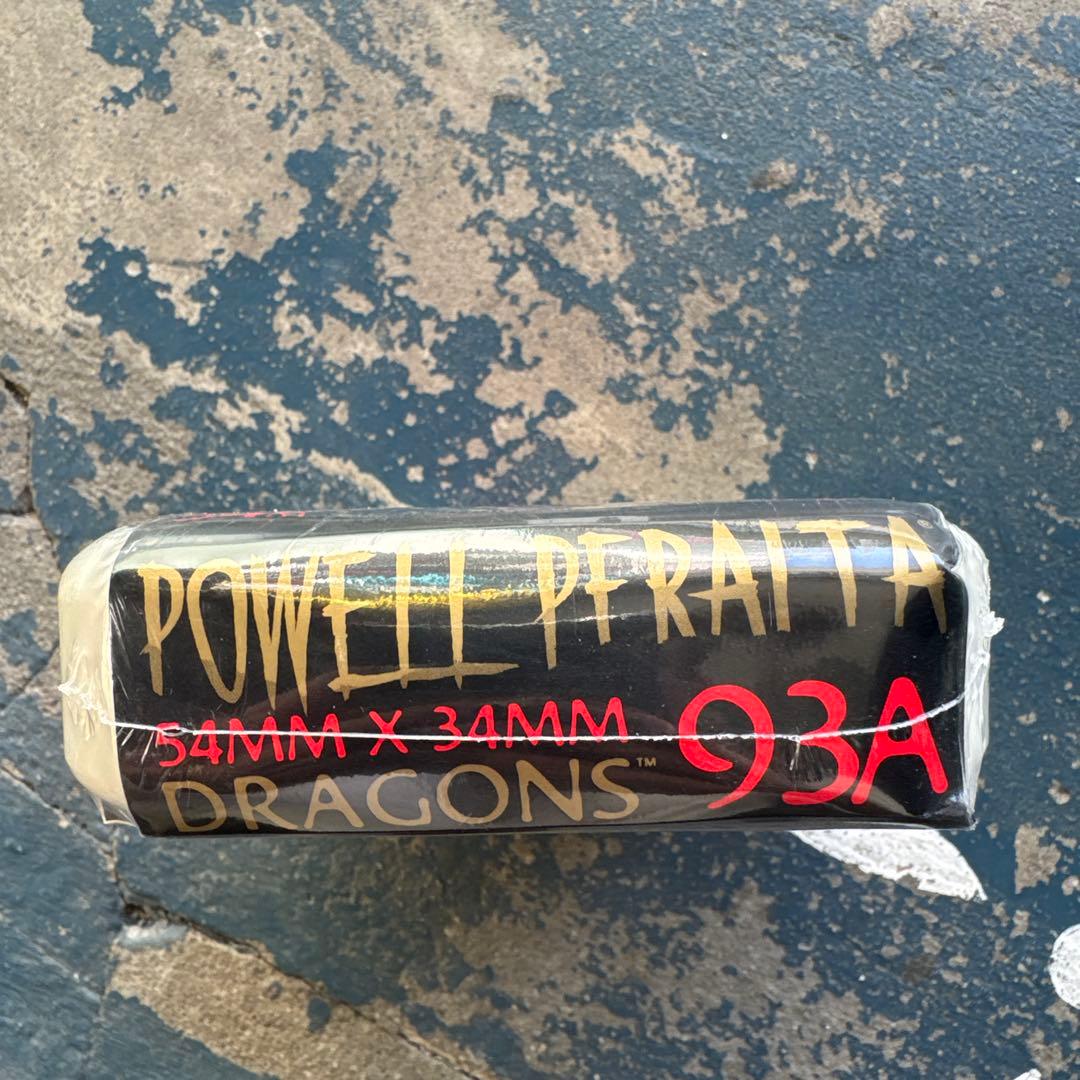 POWELL PERALTA®
54MM X 34MM 93A
DRAGONS™